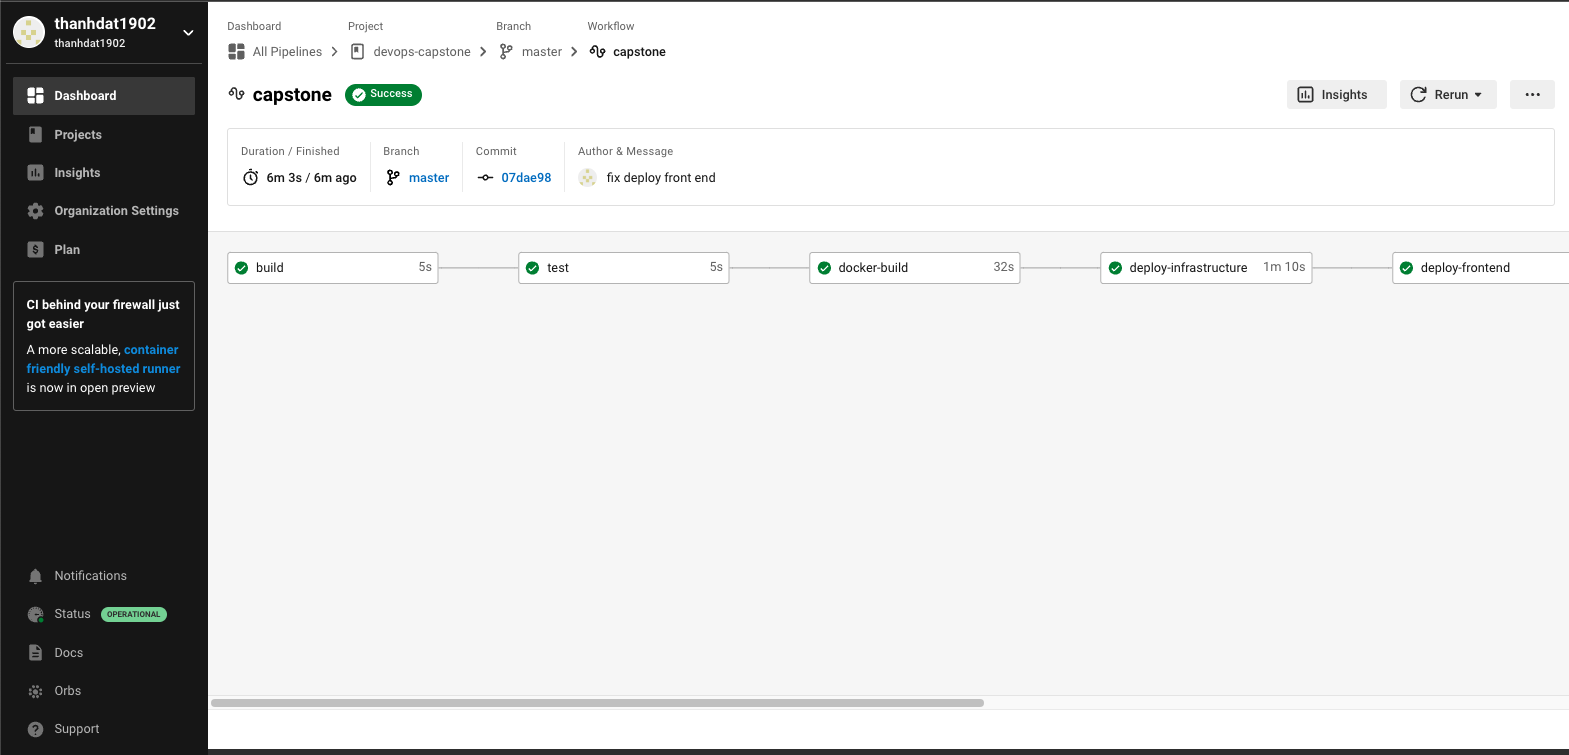 thanhdat1902
thanhdat1902
Dashboard
Projects
Insights
Organization Settings
Plan
CI behind your firewall just
got easier
A more scalable, container
friendly self-hosted runner
is now in open preview
Notifications
Status OPERATIONAL
Docs
Orbs
Support
Dashboard Project Branch Workflow
All Pipelines devops-capstone master capstone
capstone Success
Insights Rerun
Duration / Finished Branch Commit Author & Message
6m 3s / 6m ago master 07dae98 fix deploy front end
build 5s test 5s docker-build 32s deploy-infrastructure 1m 10s deploy-frontend